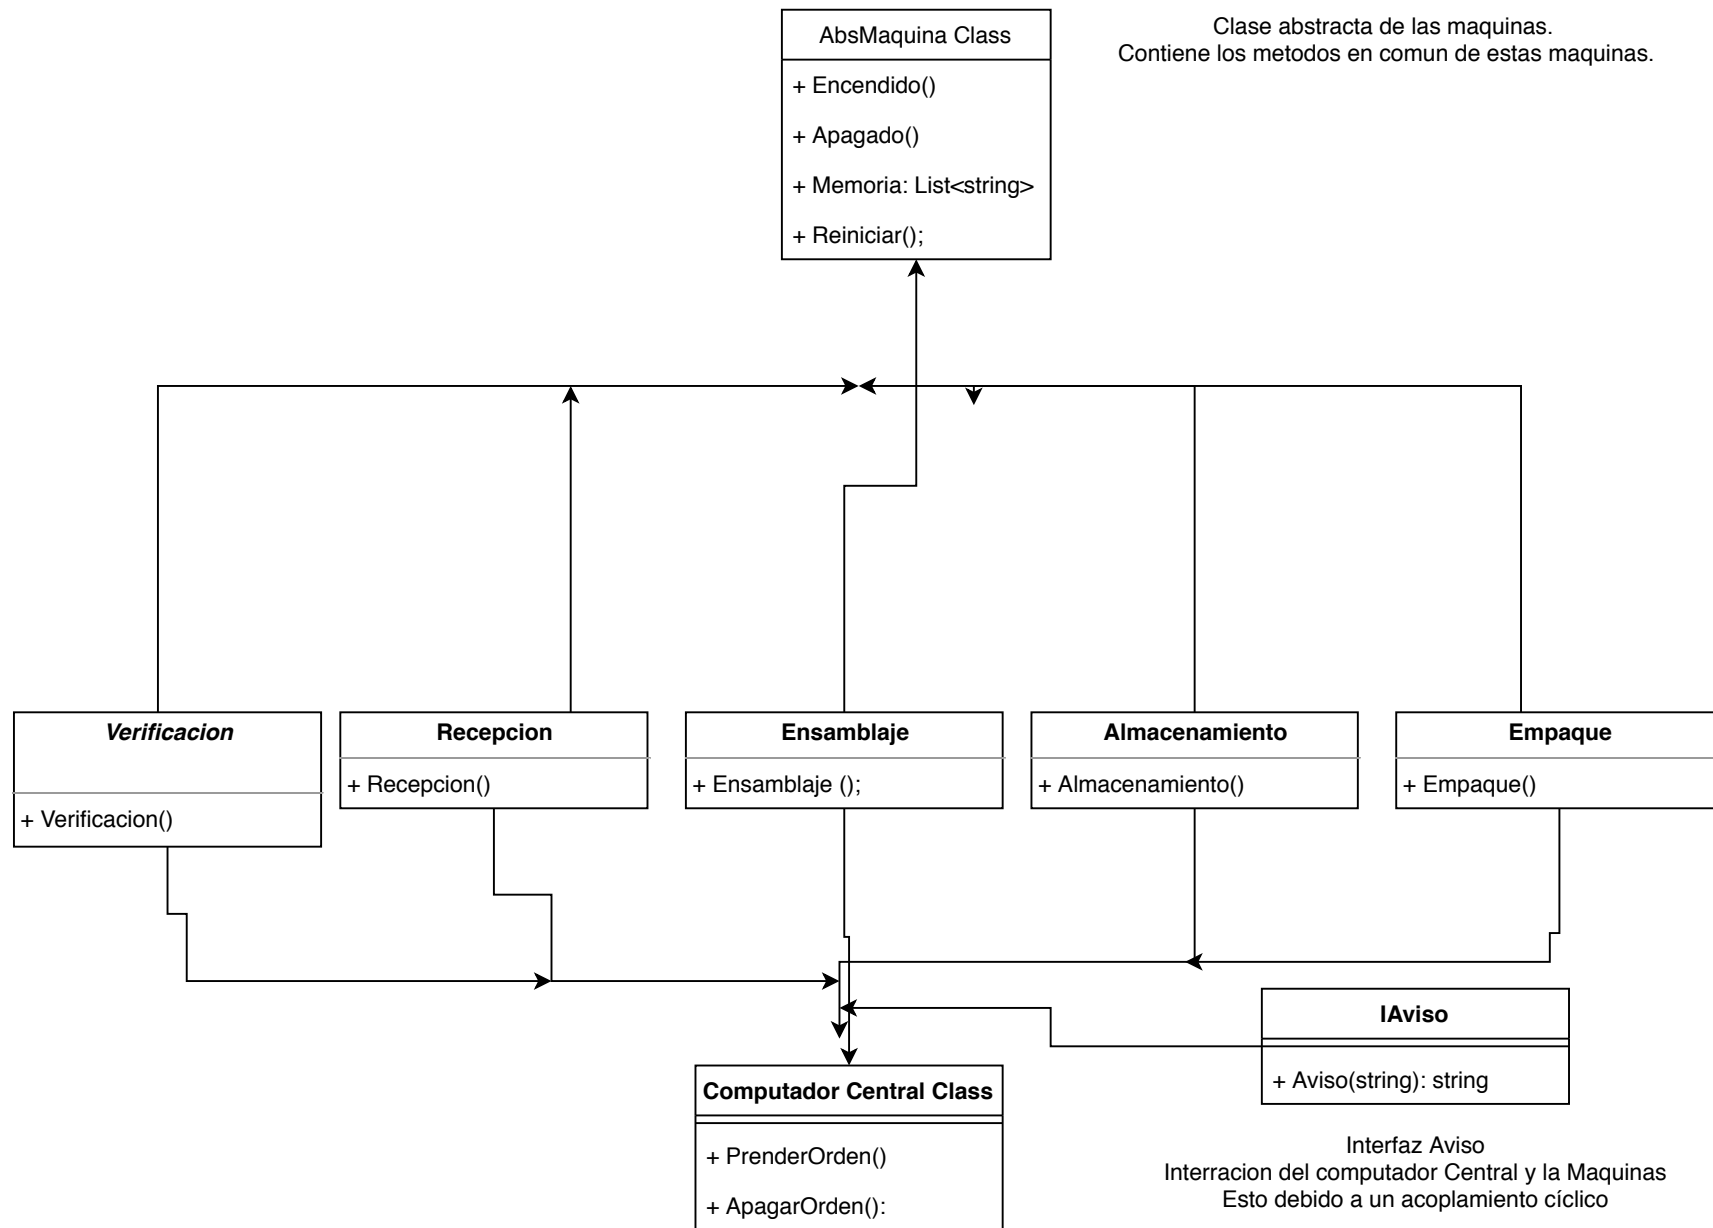 AbsMaquina Class
+ Encendido()
+ Apagado()
+ Memoria: List<string>
+ Reiniciar();
Clase abstracta de las maquinas.
Contiene los metodos en comun de estas maquinas.
Verificacion
+ Verificacion()
Recepcion
+ Recepcion()
Ensamblaje
+ Ensamblaje ();
Almacenamiento
+ Almacenamiento()
Empaque
+ Empaque()
IAviso
+ Aviso(string): string
Computador Central Class
+ PrenderOrden()
+ ApagarOrden():
Interfaz Aviso
Interracion del computador Central y la Maquinas
Esto debido a un acoplamiento cíclico